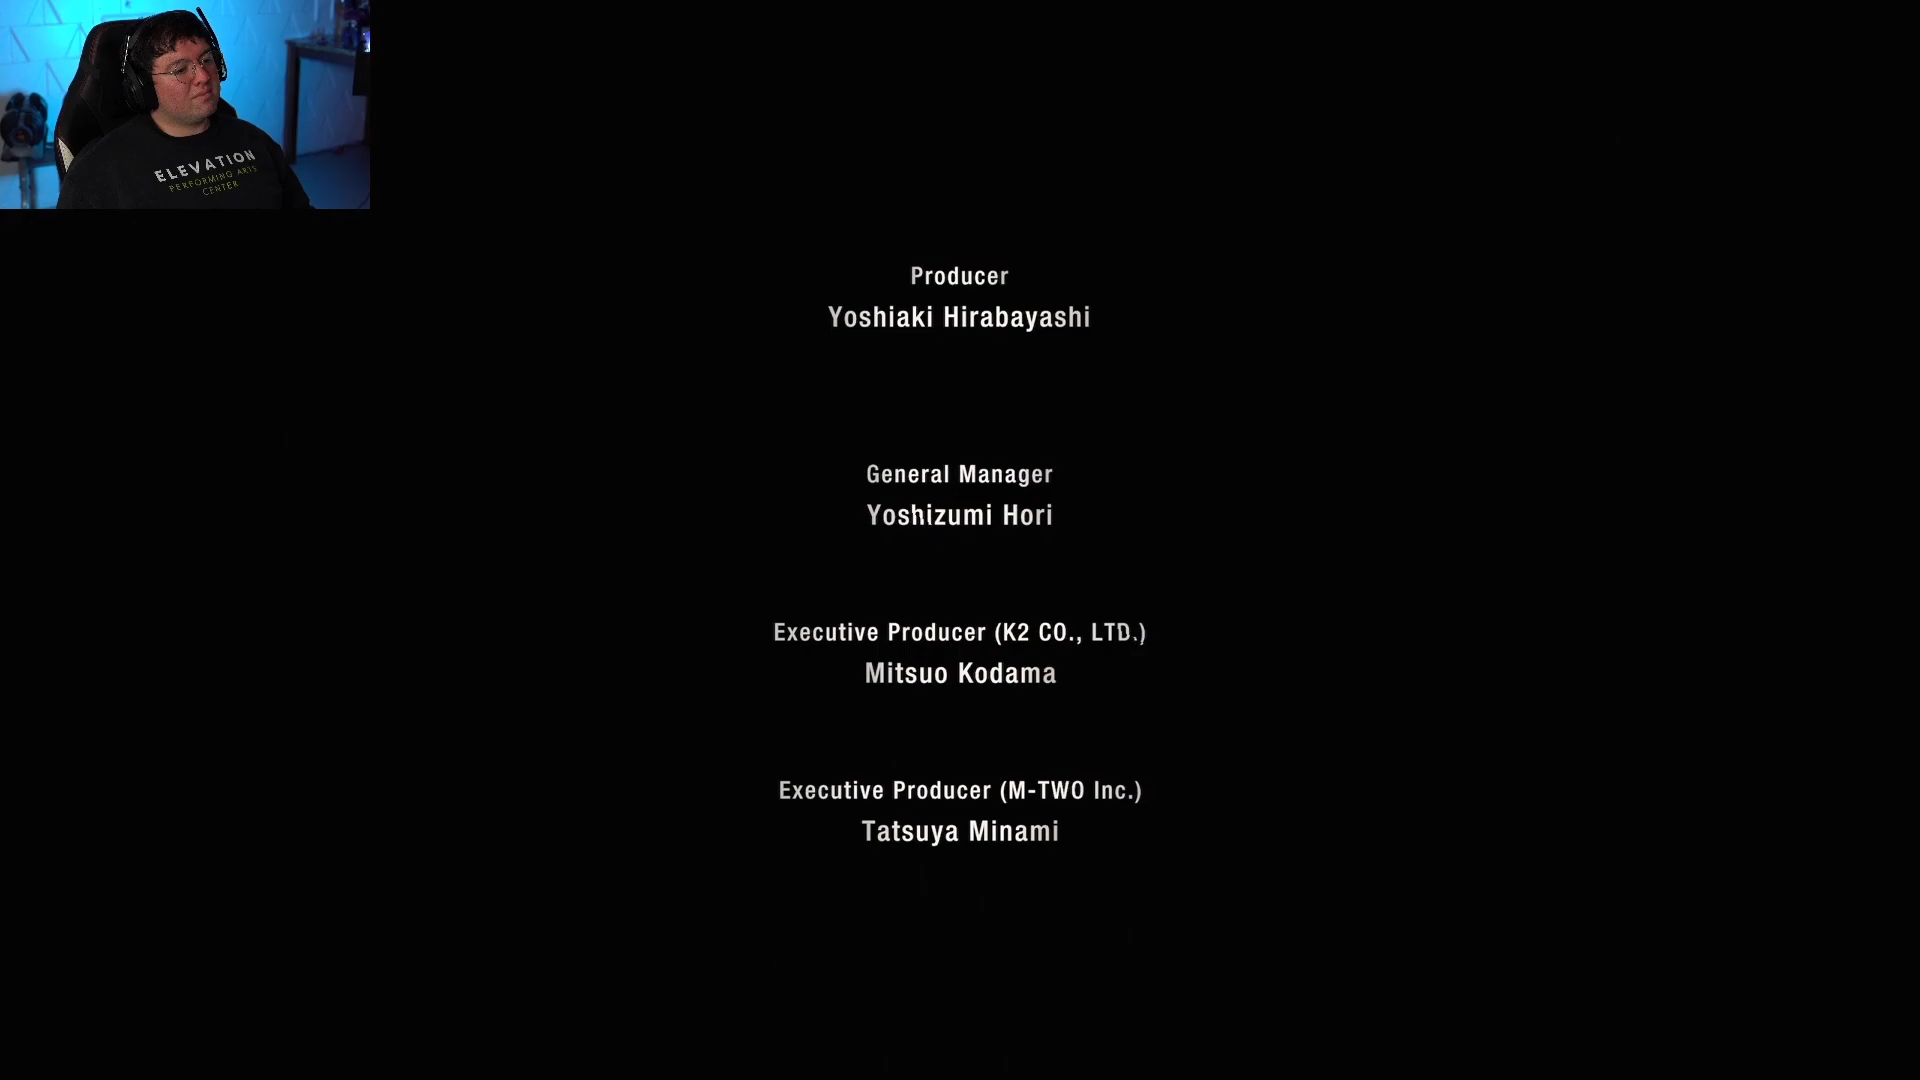 ELEVATION
PERFORMING ARTS
CENTER
Producer
Yoshiaki Hirabayashi
General Manager
Yoshizumi Hori
Executive Producer (K2 CO., LTD.)
Mitsuo Kodama
Executive Producer (M-TWO Inc.)
Tatsuya Minami